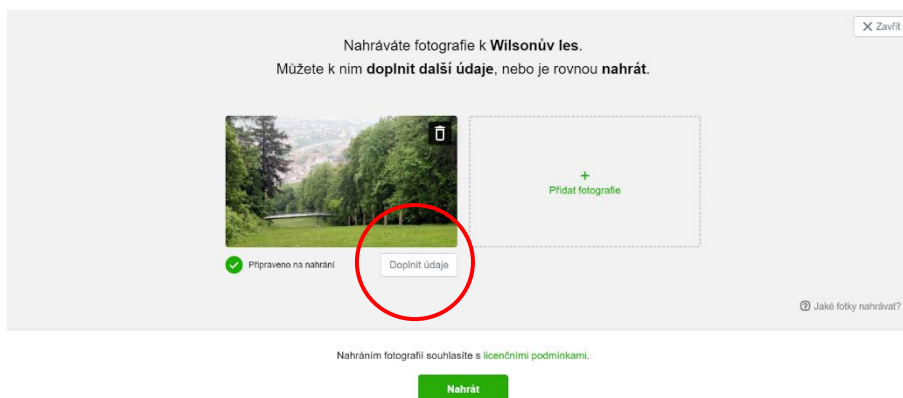 Zavřít
Nahráváte fotografie k Wilsonův les.
Můžete k nim doplnit další údaje, nebo je rovnou nahrát.
+
Přidat fotografie
Připraveno na nahrání
Doplnit údaje
Jaké fotky nahrávat?
Nahráním fotografií souhlasíte s licenčními podmínkami.
Nahrát